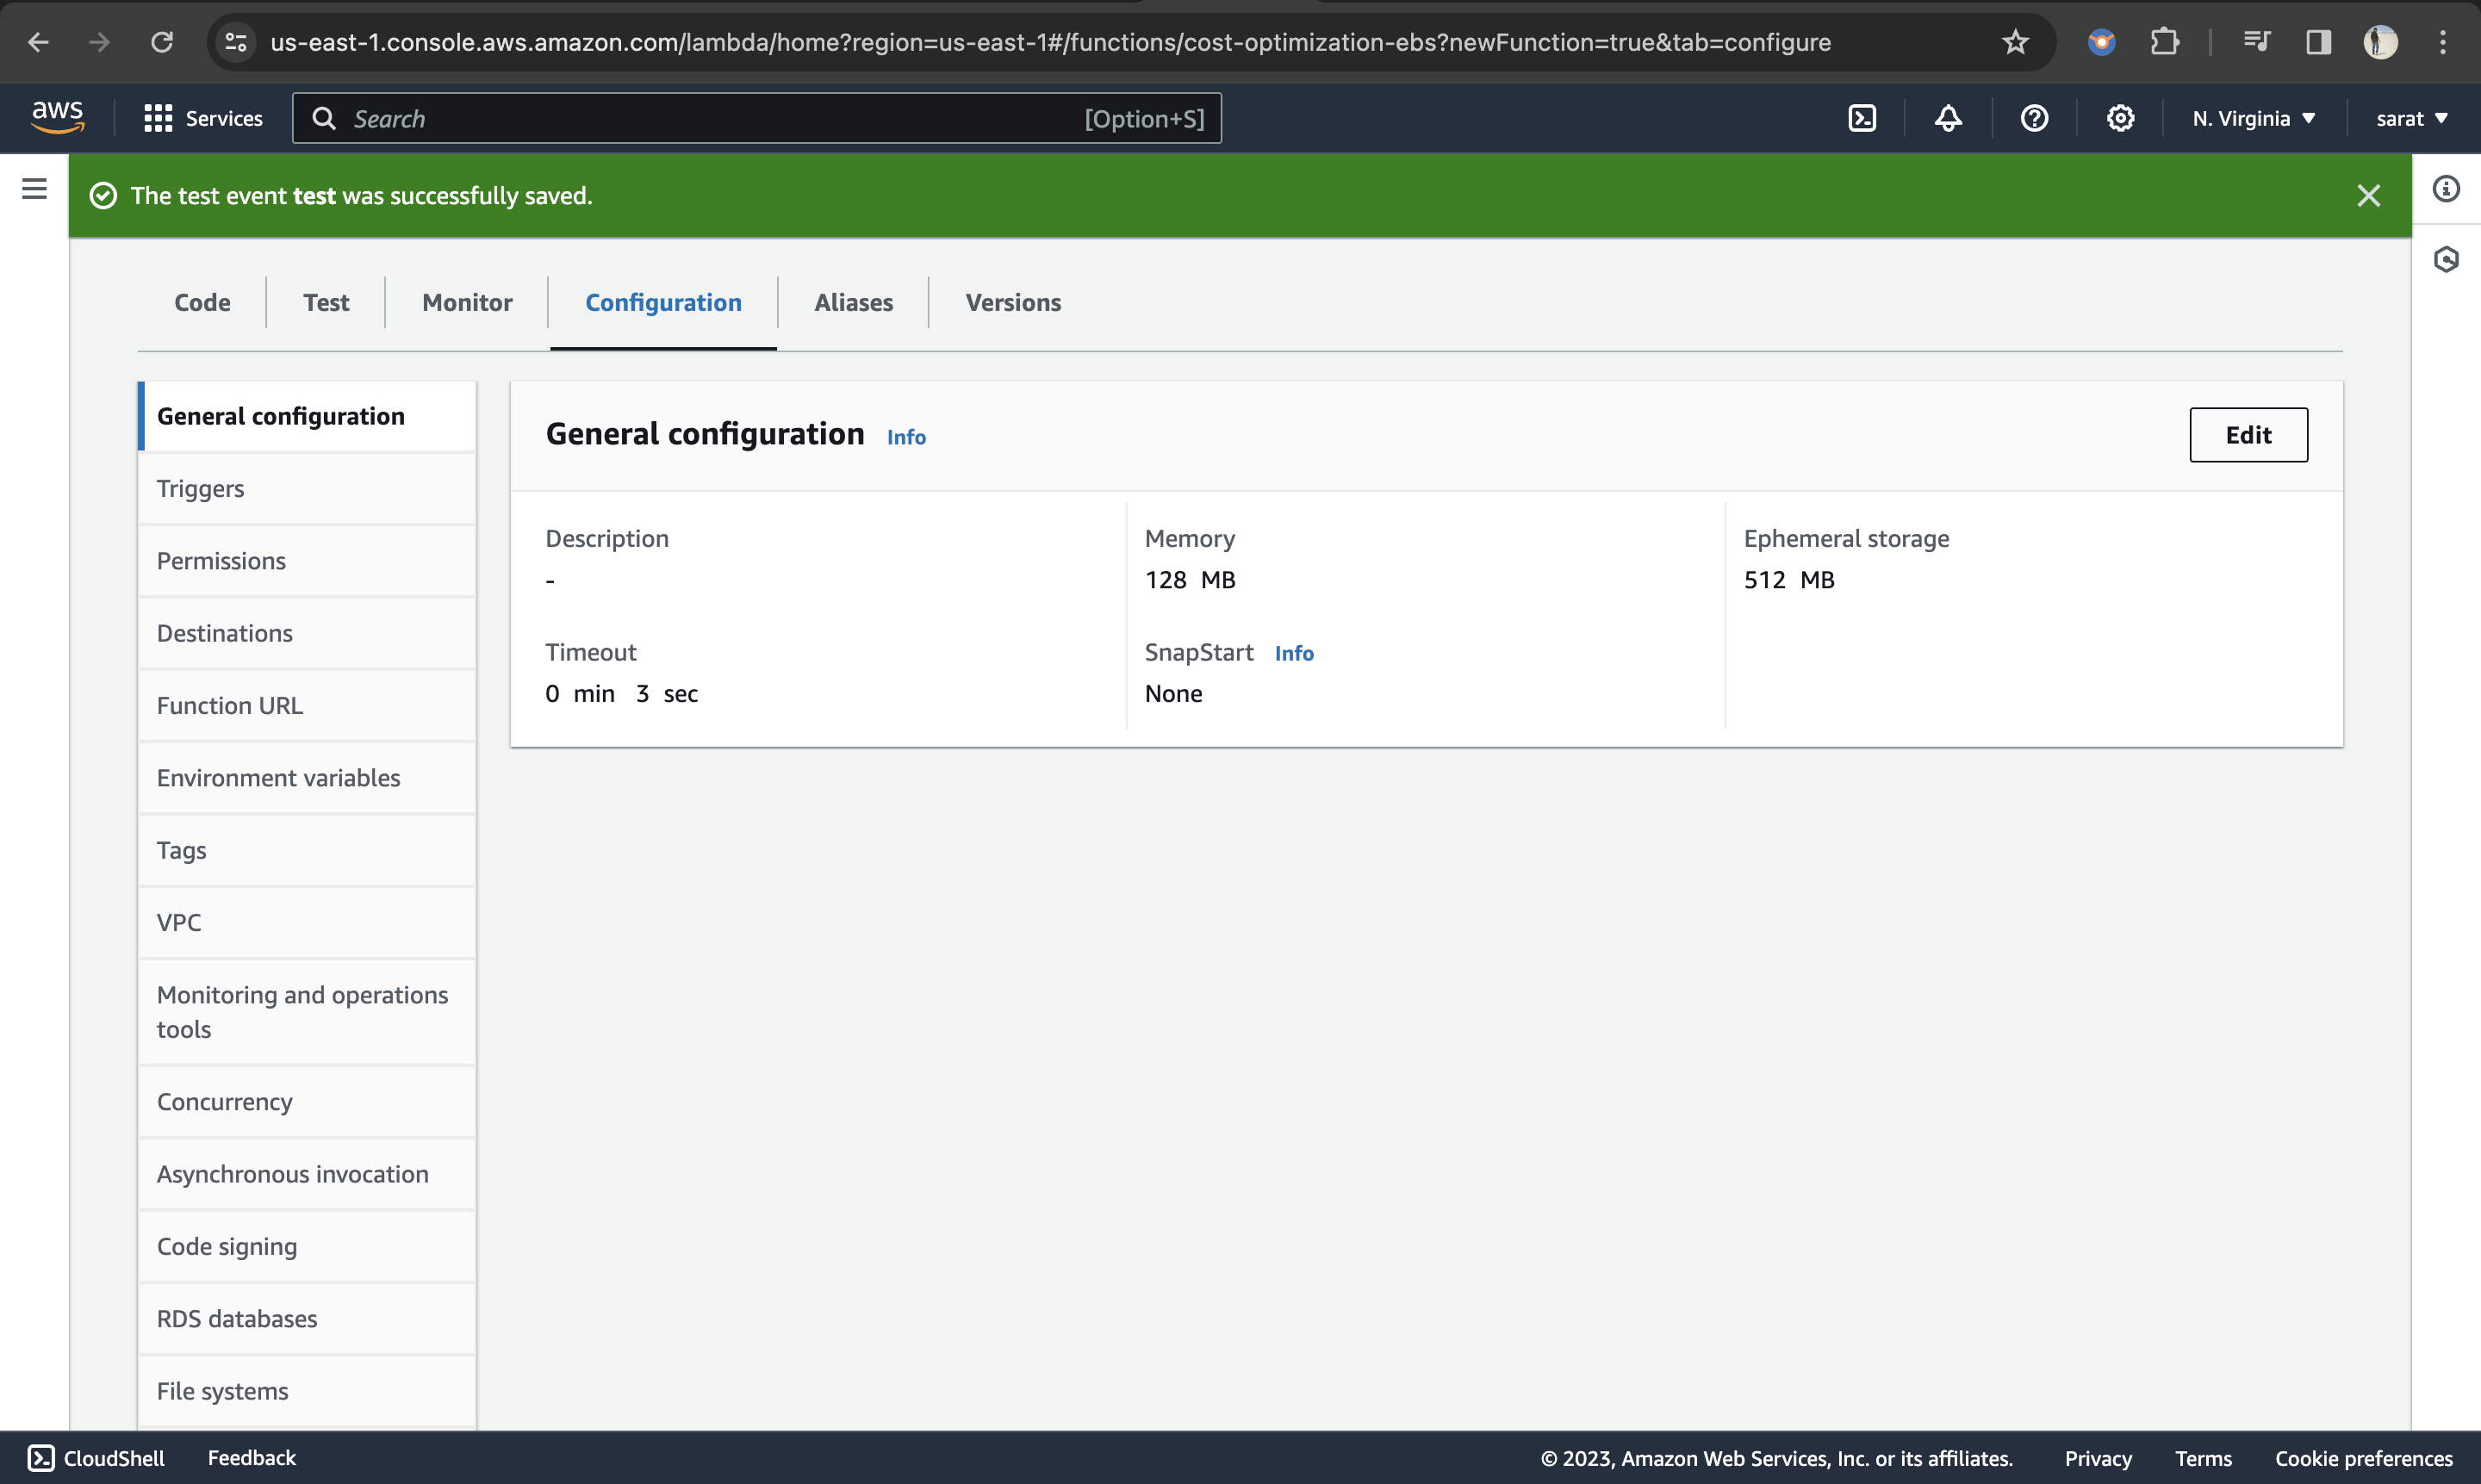 us-east-1.console.aws.amazon.com/lambda/home?region=us-east-1#/functions/cost-optimization-ebs?newFunction=true&tab=configure
aws
Services
Search
[Option+S]
N. Virginia
sarat
The test event test was successfully saved.
Code
Test
Monitor
Configuration
Aliases
Versions
General configuration
Triggers
Permissions
Destinations
Function URL
Environment variables
Tags
VPC
Monitoring and operations
tools
Concurrency
Asynchronous invocation
Code signing
RDS databases
File systems
General configuration Info
Edit
Description
-
Memory
128 MB
Ephemeral storage
512 MB
Timeout
0 min 3 sec
SnapStart Info
None
CloudShell
Feedback
© 2023, Amazon Web Services, Inc. or its affiliates.
Privacy
Terms
Cookie preferences